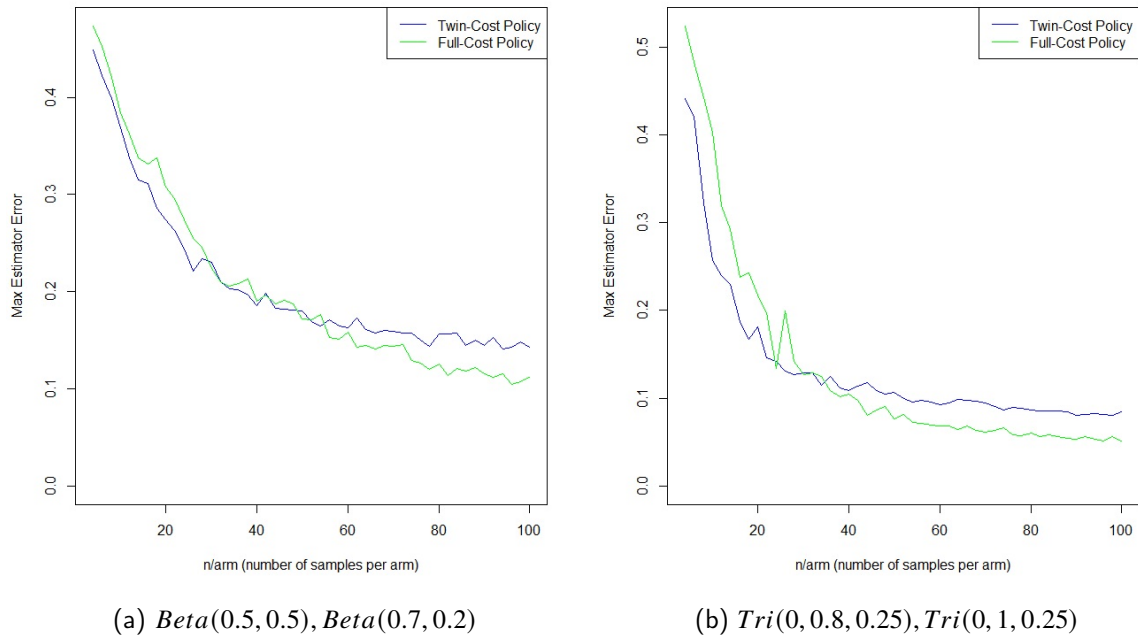 Twin-Cost Policy
Full-Cost Policy
Max Estimator Error
0.4
0.3
0.2
0.1
0.0
20 40 60 80 100
n/arm (number of samples per arm)
(a) Beta(0.5, 0.5), Beta(0.7, 0.2)
Twin-Cost Policy
Full-Cost Policy
Max Estimator Error
0.5
0.4
0.3
0.2
0.1
0.0
20 40 60 80 100
n/arm (number of samples per arm)
(b) Tri(0, 0.8, 0.25), Tri(0, 1, 0.25)